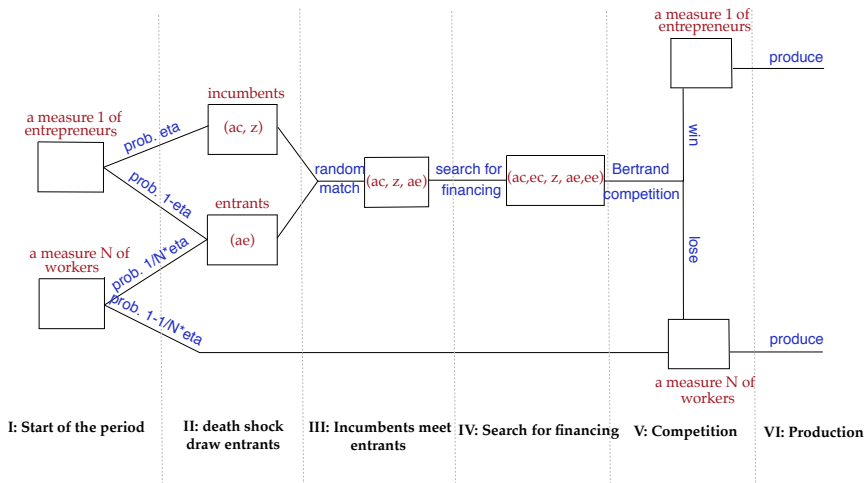 a measure 1 of
entrepreneurs
prob. eta
prob. 1-eta
a measure N of
workers
prob. 1/N*eta
prob. 1-1/N*eta
incumbents
(ac, z)
entrants
(ae)
random
match
(ac, z, ae)
search for
financing
(ac,ec, z, ae,ee)
Bertrand
competition
a measure 1 of
entrepreneurs
produce
win
lose
produce
a measure N of
workers
I: Start of the period
II: death shock
draw entrants
III: Incumbents meet
entrants
IV: Search for financing
V: Competition
VI: Production